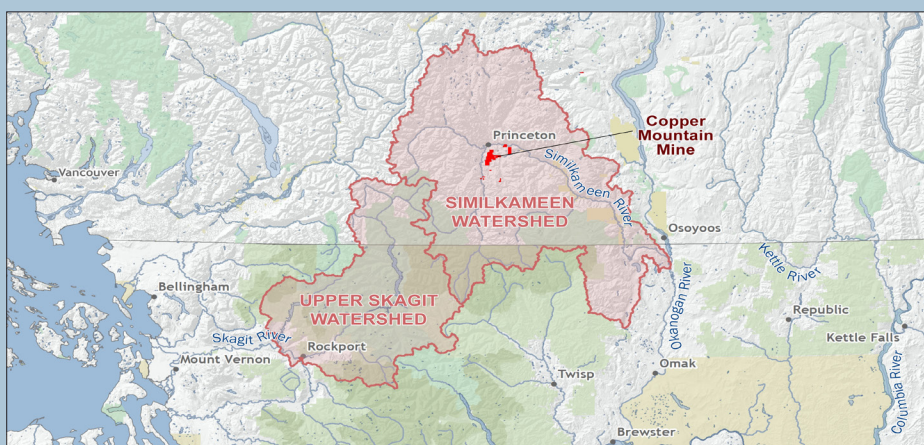 Copper
Mountain
Mine
Princeton
Similkameen River
Vancouver
SIMILKAMEEN
WATERSHED
Osoyoos
Kettle River
Bellingham
UPPER SKAGIT
WATERSHED
Okanogan River
Republic
Skagit River
Kettle Falls
Rockport
Mount Vernon
Omak
Twisp
Columbia River
Brewster